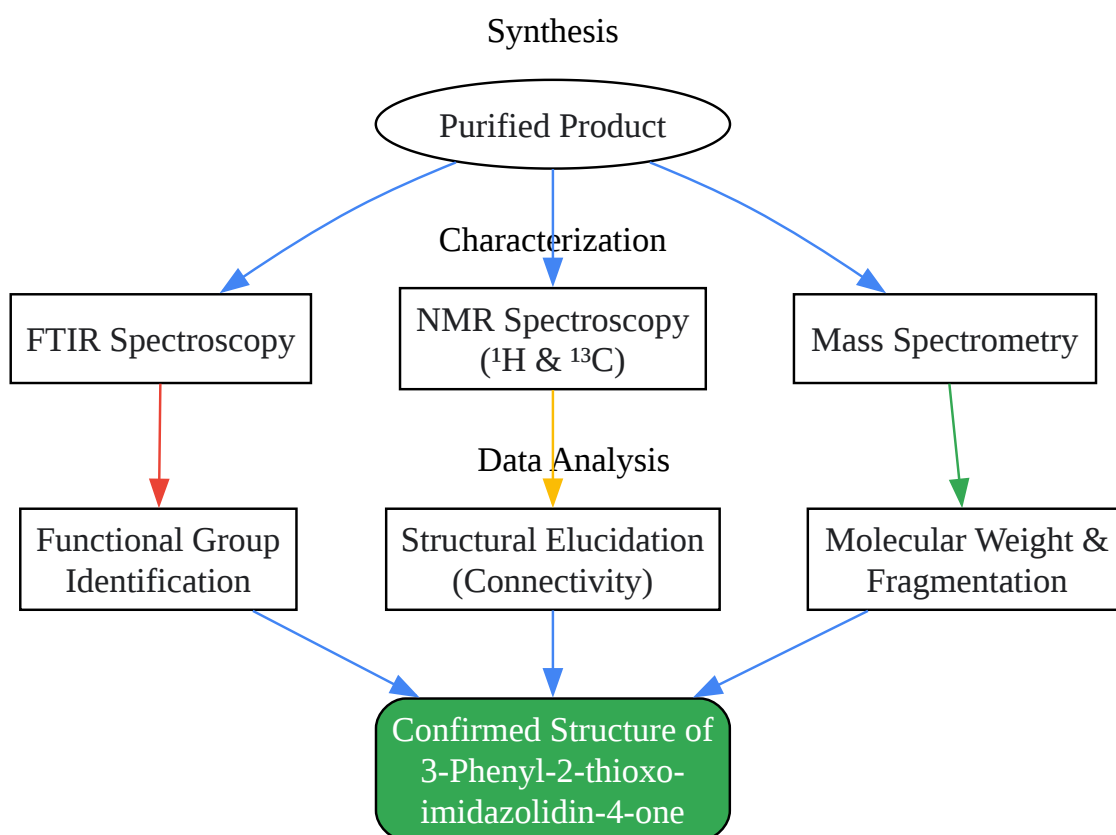 Synthesis
Purified Product
Characterization
FTIR Spectroscopy
NMR Spectroscopy
(¹H & ¹³C)
Mass Spectrometry
Data Analysis
Functional Group
Identification
Structural Elucidation
(Connectivity)
Molecular Weight &
Fragmentation
Confirmed Structure of
3-Phenyl-2-thioxo-
imidazolidin-4-one